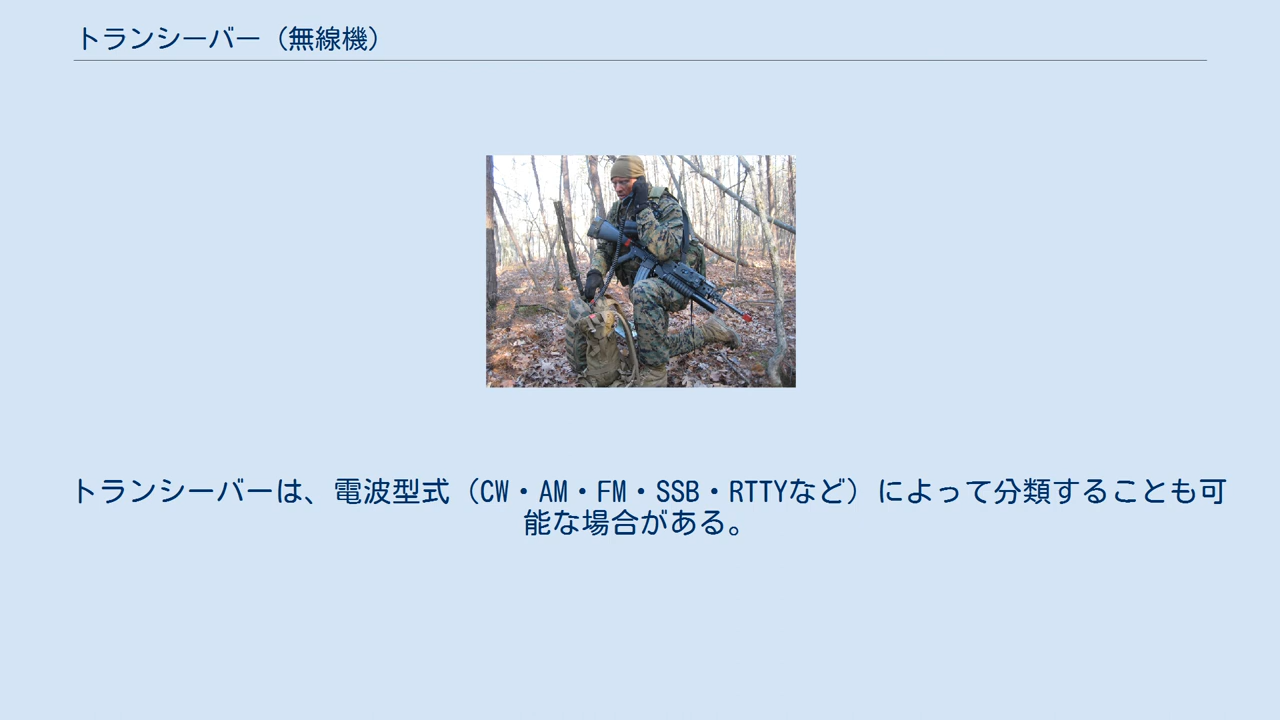 トランシーバー（無線機）
トランシーバーは、電波型式（CW・AM・FM・SSB・RTTYなど）によって分類することも可
能な場合がある。